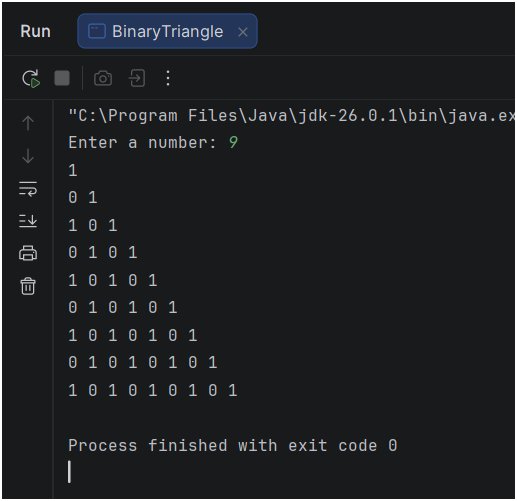 Run BinaryTriangle
"C:\Program Files\Java\jdk-26.0.1\bin\java.ex
Enter a number: 9
1
0 1
1 0 1
0 1 0 1
1 0 1 0 1
0 1 0 1 0 1
1 0 1 0 1 0 1
0 1 0 1 0 1 0 1
1 0 1 0 1 0 1 0 1
Process finished with exit code 0